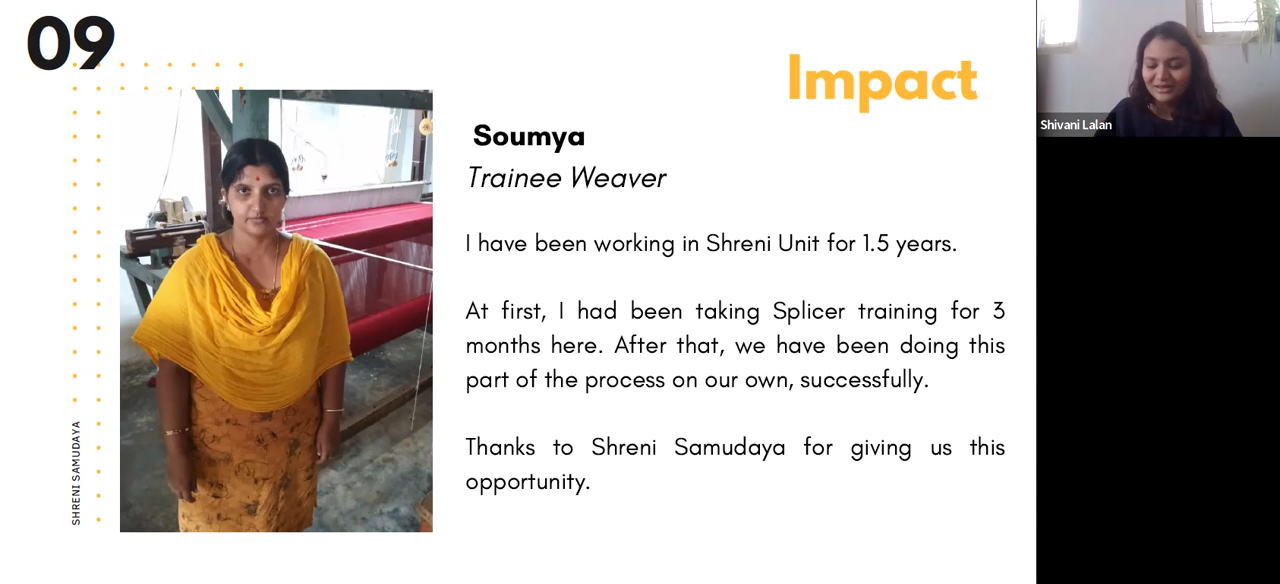 09
Impact
Soumya
Trainee Weaver
I have been working in Shreni Unit for 1.5 years.
At first, I had been taking Splicer training for 3
months here. After that, we have been doing this
part of the process on our own, successfully.
Thanks to Shreni Samudaya for giving us this
opportunity.
SHRENI SAMUDAYA
Shivani Lalan